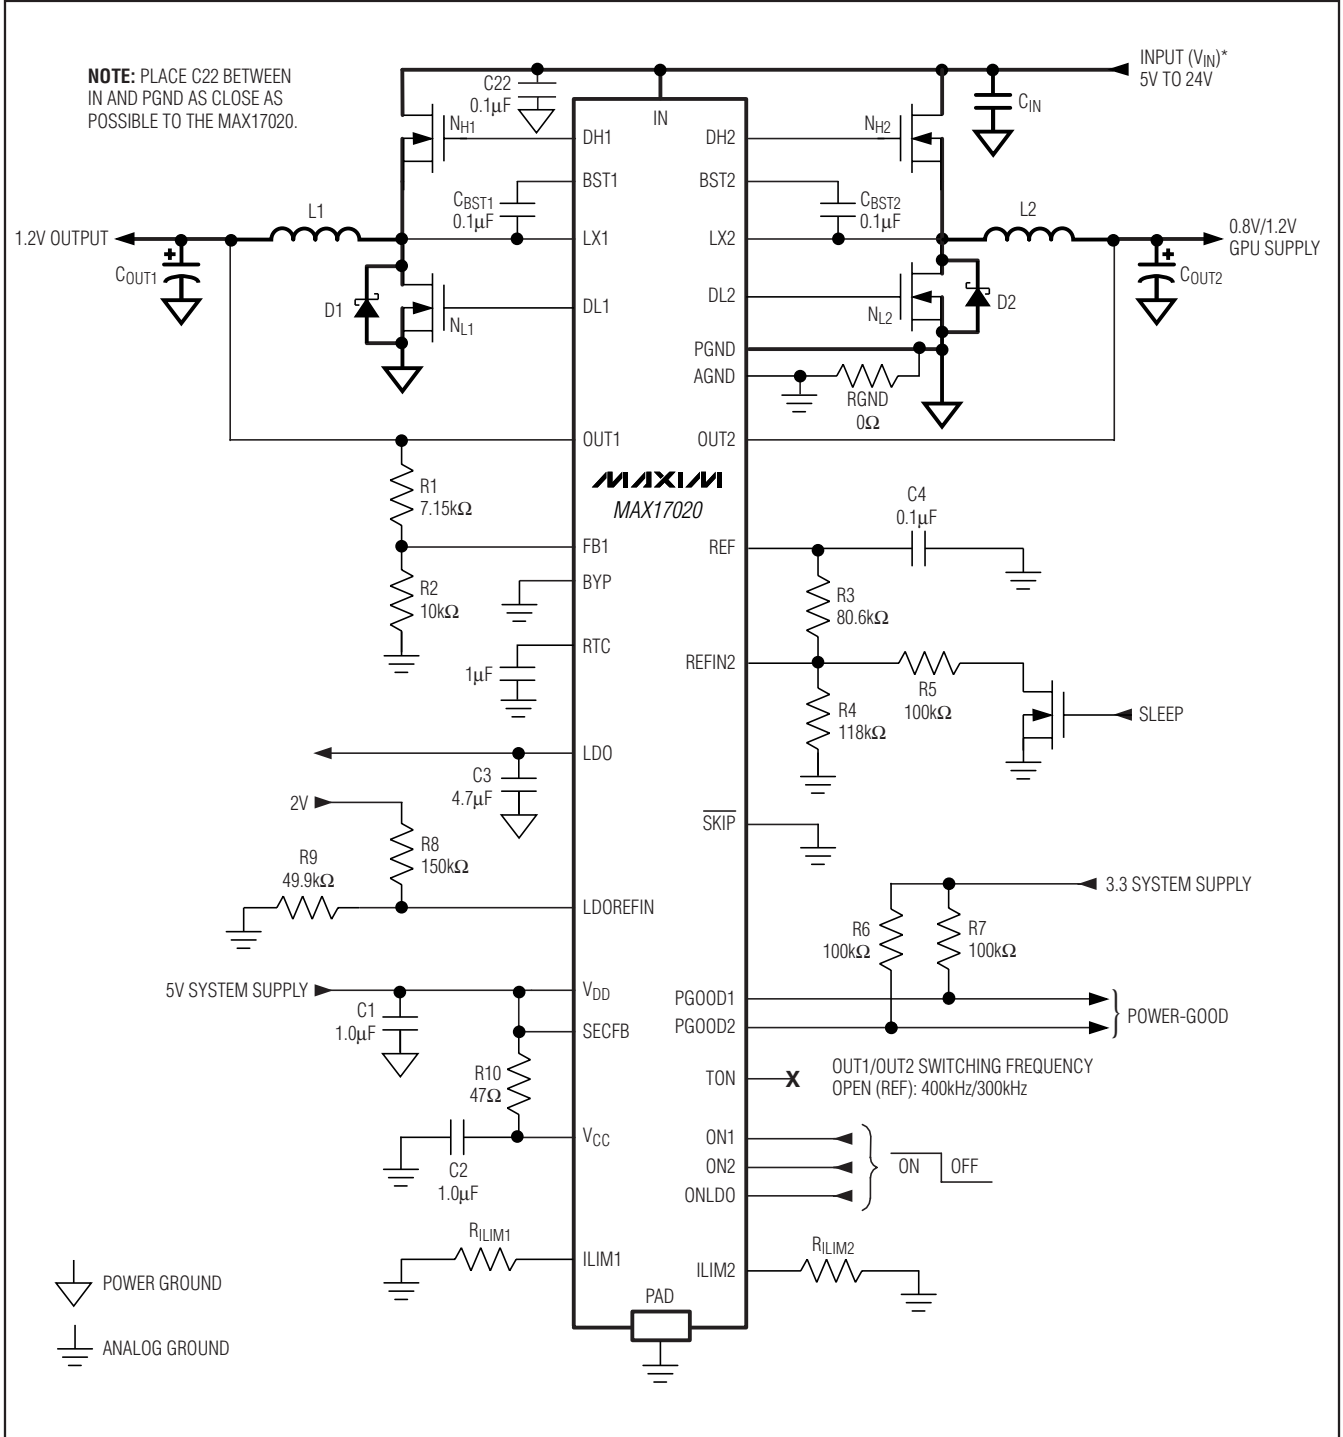 NOTE: PLACE C22 BETWEEN
IN AND PGND AS CLOSE AS
POSSIBLE TO THE MAX17020.
C22
0.1µF
INPUT (VIN)*
5V TO 24V
CIN
IN
NH1
DH1
DH2
NH2
BST1
BST2
CBST1
0.1µF
CBST2
0.1µF
L1
L2
1.2V OUTPUT
LX1
LX2
0.8V/1.2V
GPU SUPPLY
COUT1
COUT2
D1
NL1
DL1
DL2
NL2
D2
PGND
AGND
RGND
0Ω
OUT1
OUT2
MAXIM
MAX17020
R1
7.15kΩ
C4
0.1µF
FB1
REF
BYP
R2
10kΩ
R3
80.6kΩ
RTC
1µF
REFIN2
R5
100kΩ
R4
118kΩ
SLEEP
LDO
C3
4.7µF
2V
SKIP
R8
150kΩ
R9
49.9kΩ
LDOREFIN
3.3 SYSTEM SUPPLY
R6
100kΩ
R7
100kΩ
5V SYSTEM SUPPLY
VDD
PGOOD1
PGOOD2
POWER-GOOD
C1
1.0µF
SECFB
R10
47Ω
TON
X
OUT1/OUT2 SWITCHING FREQUENCY
OPEN (REF): 400kHz/300kHz
VCC
C2
1.0µF
ON1
ON2
ONLDO
ON
OFF
RILIM1
ILIM1
ILIM2
RILIM2
PAD
POWER GROUND
ANALOG GROUND